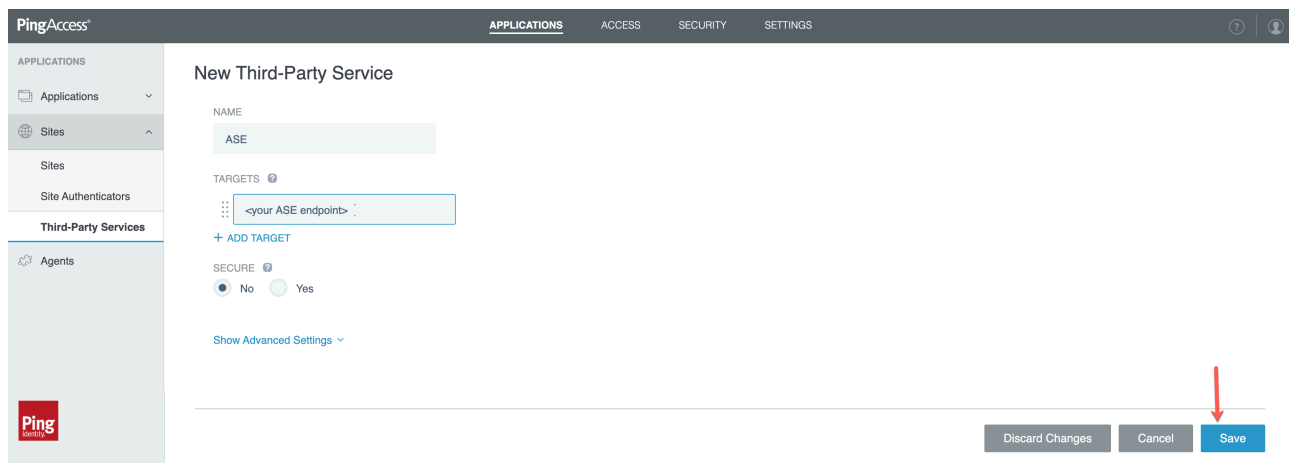 PingAccess®
APPLICATIONS ACCESS SECURITY SETTINGS ?
APPLICATIONS
Applications
Sites
Sites
Site Authenticators
Third-Party Services
Agents
New Third-Party Service
NAME
ASE
TARGETS ?
<your ASE endpoint>
+ ADD TARGET
SECURE ?
No Yes
Show Advanced Settings
Ping
Identity.
Discard Changes Cancel Save